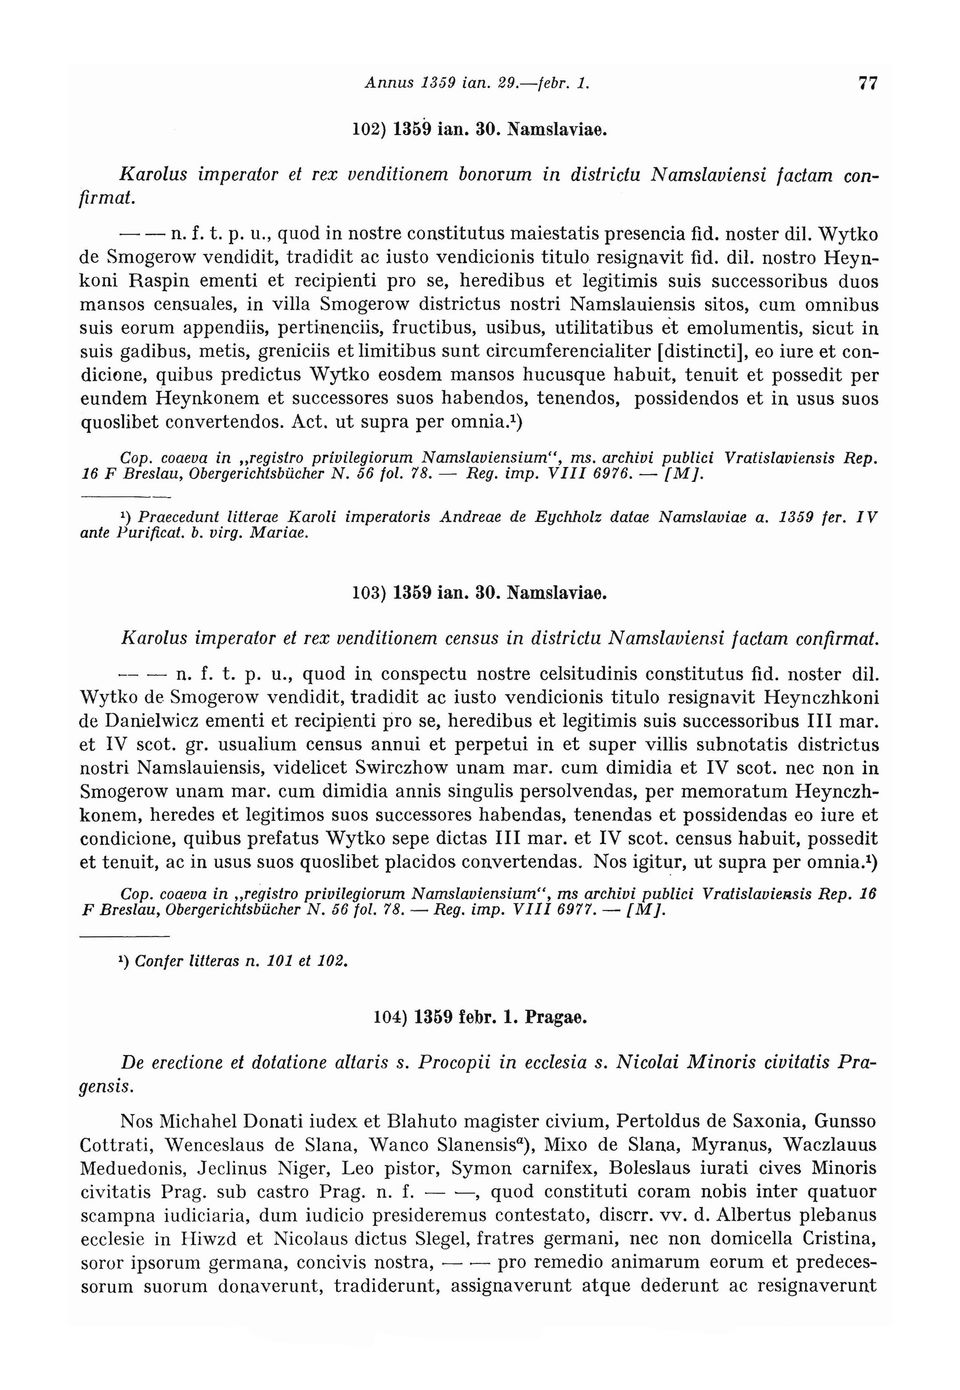 Annus 1359 ian. 29.—febr. 1. 77
102) 1359 ian. 30. Namslaviae.
Karolus imperator et rex venditionem bonorum in districtu Namslaviensi factam con-
firmat.
— — n. f. t. p. u., quod in nostre constitutus maiestatis presencia fid. noster dil. Wytko
de Smogerow vendidit, tradidit ac iusto vendicionis titulo resignavit fid. dil. nostro Heyn-
koni Raspin ementi et recipienti pro se, heredibus et legitimis suis successoribus duos
mansos censuales, in villa Smogerow districtus nostri Namslauiensis sitos, cum omnibus
suis eorum appendiis, pertinenciis, fructibus, usibus, utilitatibus et emolumentis, sicut in
suis gadibus, metis, greniciis et limitibus sunt circumferencialiter [distincti], eo iure et con-
dicione, quibus predictus Wytko eosdem mansos hucusque habuit, tenuit et possedit per
eundem Heynkonem et successores suos habendos, tenendos, possidendos et in usus suos
quoslibet convertendos. Act. ut supra per omnia.¹)
Cop. coaeva in „registro privilegiorum Namslaviensium“, ms. archivi publici Vratislaviensis Rep.
16 F Breslau, Obergerichtsbücher N. 56 fol. 78. — Reg. imp. VIII 6976. — [M].
¹) Praecedunt litterae Karoli imperatoris Andreae de Eychholz datae Namslaviae a. 1359 fer. IV
ante Purificat. b. virg. Mariae.
103) 1359 ian. 30. Namslaviae.
Karolus imperator et rex venditionem census in districtu Namslaviensi factam confirmat.
— — n. f. t. p. u., quod in conspectu nostre celsitudinis constitutus fid. noster dil.
Wytko de Smogerow vendidit, tradidit ac iusto vendicionis titulo resignavit Heynczhkoni
de Danielwicz ementi et recipienti pro se, heredibus et legitimis suis successoribus III mar.
et IV scot. gr. usualium census annui et perpetui in et super villis subnotatis districtus
nostri Namslauiensis, videlicet Swirczhow unam mar. cum dimidia et IV scot. nec non in
Smogerow unam mar. cum dimidia annis singulis persolvendas, per memoratum Heynczh-
konem, heredes et legitimos suos successores habendas, tenendas et possidendas eo iure et
condicione, quibus prefatus Wytko sepe dictas III mar. et IV scot. census habuit, possedit
et tenuit, ac in usus suos quoslibet placidos convertendas. Nos igitur, ut supra per omnia.¹)
Cop. coaeva in „registro privilegiorum Namslaviensium“, ms archivi publici Vratislaviensis Rep. 16
F Breslau, Obergerichtsbücher N. 56 fol. 78. — Reg. imp. VIII 6977. — [M].
¹) Confer litteras n. 101 et 102.
104) 1359 febr. 1. Pragae.
De erectione et dotatione altaris s. Procopii in ecclesia s. Nicolai Minoris civitatis Pra-
gensis.
Nos Michahel Donati iudex et Blahuto magister civium, Pertoldus de Saxonia, Gunsso
Cottrati, Wenceslaus de Slana, Wanco Slanensisᵃ), Mixo de Slana, Myranus, Waczlauus
Meduedonis, Jeclinus Niger, Leo pistor, Symon carnifex, Boleslaus iurati cives Minoris
civitatis Prag. sub castro Prag. n. f. — —, quod constituti coram nobis inter quatuor
scampna iudiciaria, dum iudicio presideremus contestato, discrr. vv. d. Albertus plebanus
ecclesie in Hiwzd et Nicolaus dictus Slegel, fratres germani, nec non domicella Cristina,
soror ipsorum germana, concivis nostra, — — pro remedio animarum eorum et predeces-
sorum suorum donaverunt, tradiderunt, assignaverunt atque dederunt ac resignaverunt